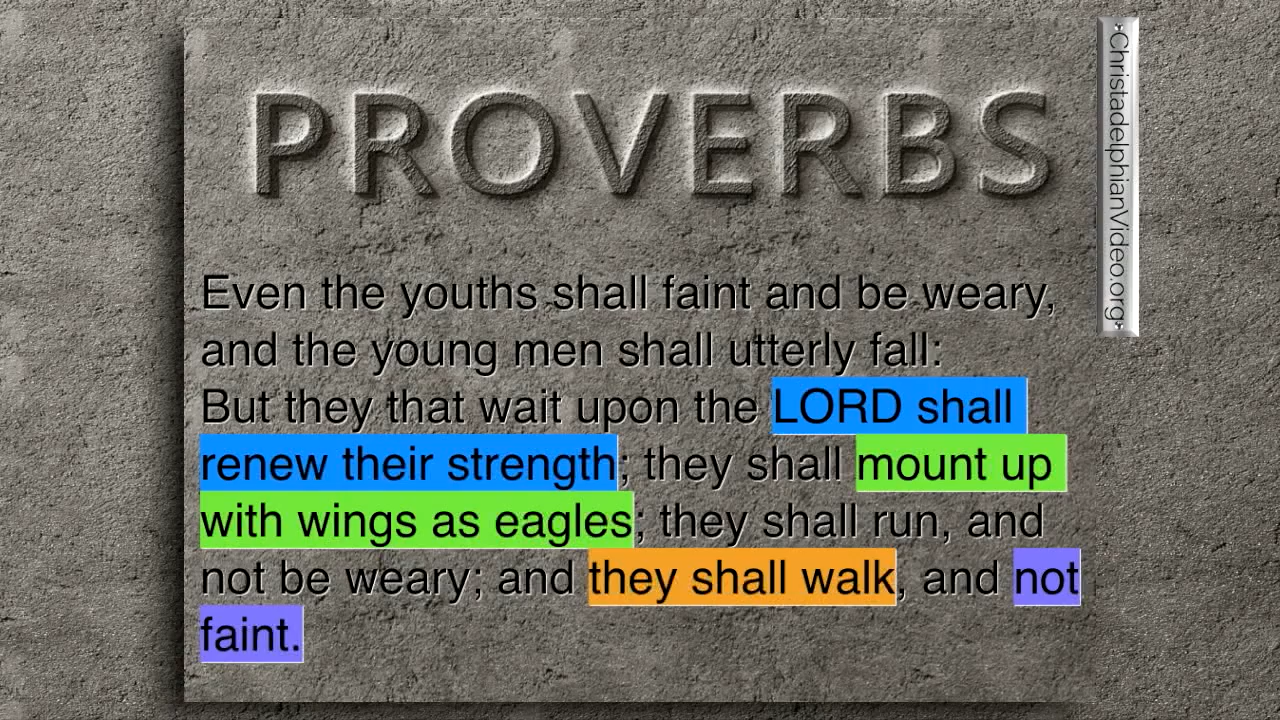 PROVERBS
ChristadelphianVideo.org
Even the youths shall faint and be weary,
and the young men shall utterly fall:
But they that wait upon the LORD shall
renew their strength; they shall mount up
with wings as eagles; they shall run, and
not be weary; and they shall walk, and not
faint.